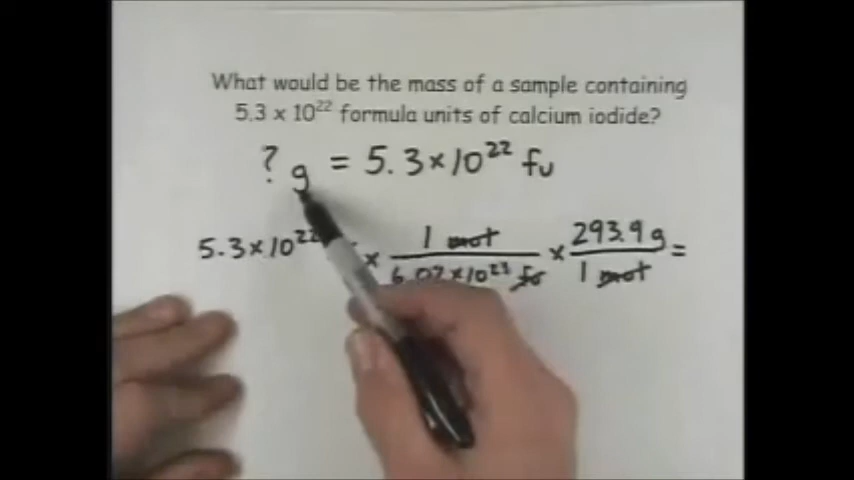 What would be the mass of a sample containing
5.3 x 10²² formula units of calcium iodide?
? g = 5.3 × 10²² fu
5.3 × 10²² × 1 mol / 6.02 × 10²³ fu × 293.9 g / 1 mol =